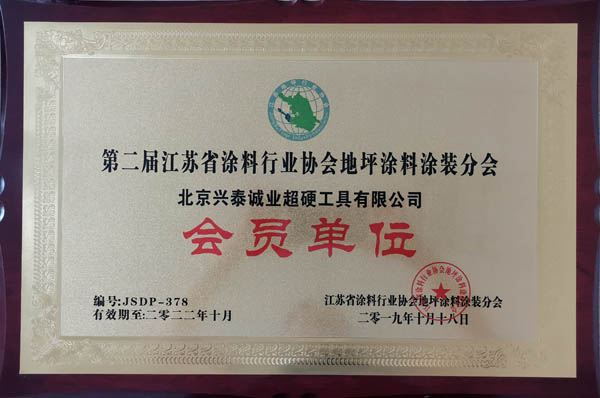 第二届江苏省涂料行业协会地坪涂料涂装分会
北京兴泰诚业超硬工具有限公司
会员单位
编号:JSDP-378
有效期至:二零二二年十月
江苏省涂料行业协会地坪涂料涂装分会
二零一九年十月十八日